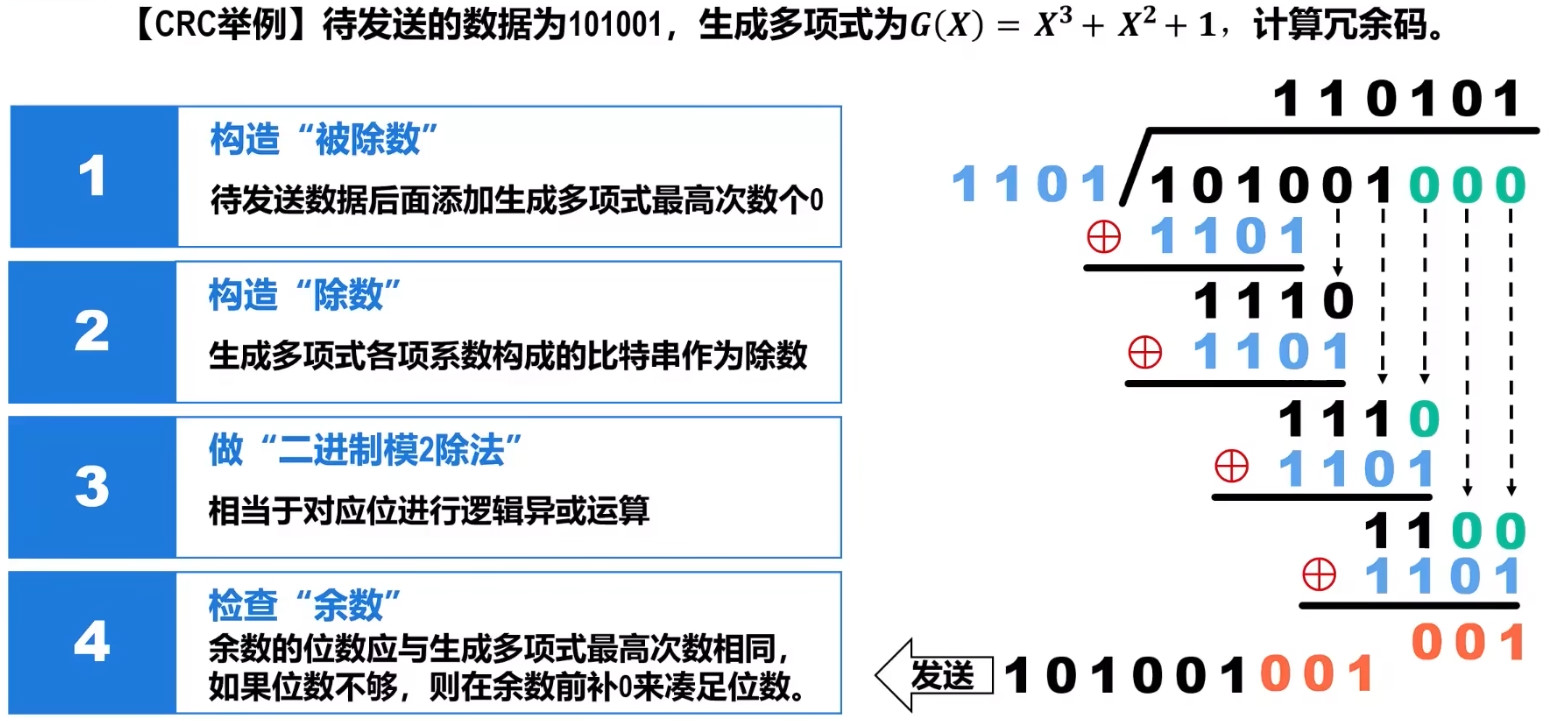 【CRC举例】待发送的数据为101001，生成多项式为G(X) = X³ + X² + 1，计算冗余码。
1
构造“被除数”
待发送数据后面添加生成多项式最高次数个0
2
构造“除数”
生成多项式各项系数构成的比特串作为除数
3
做“二进制模2除法”
相当于对应位进行逻辑异或运算
4
检查“余数”
余数的位数应与生成多项式最高次数相同，
如果位数不够，则在余数前补0来凑足位数。
110101
1101 101001000
⊕ 1101
1110
⊕ 1101
1110
⊕ 1101
1100
⊕ 1101
001
发送 101001001